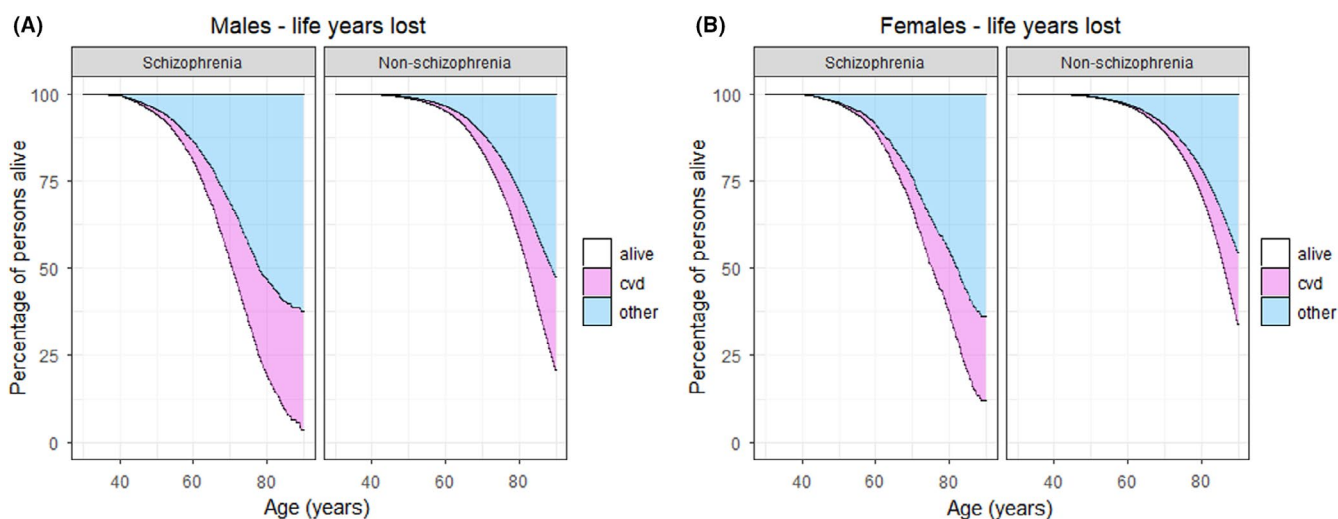 (A)
Males - life years lost
Schizophrenia
Non-schizophrenia
Percentage of persons alive
100
75
50
25
0
40
60
80
40
60
80
Age (years)
alive
cvd
other
(B)
Females - life years lost
Schizophrenia
Non-schizophrenia
Percentage of persons alive
100
75
50
25
0
40
60
80
40
60
80
Age (years)
alive
cvd
other